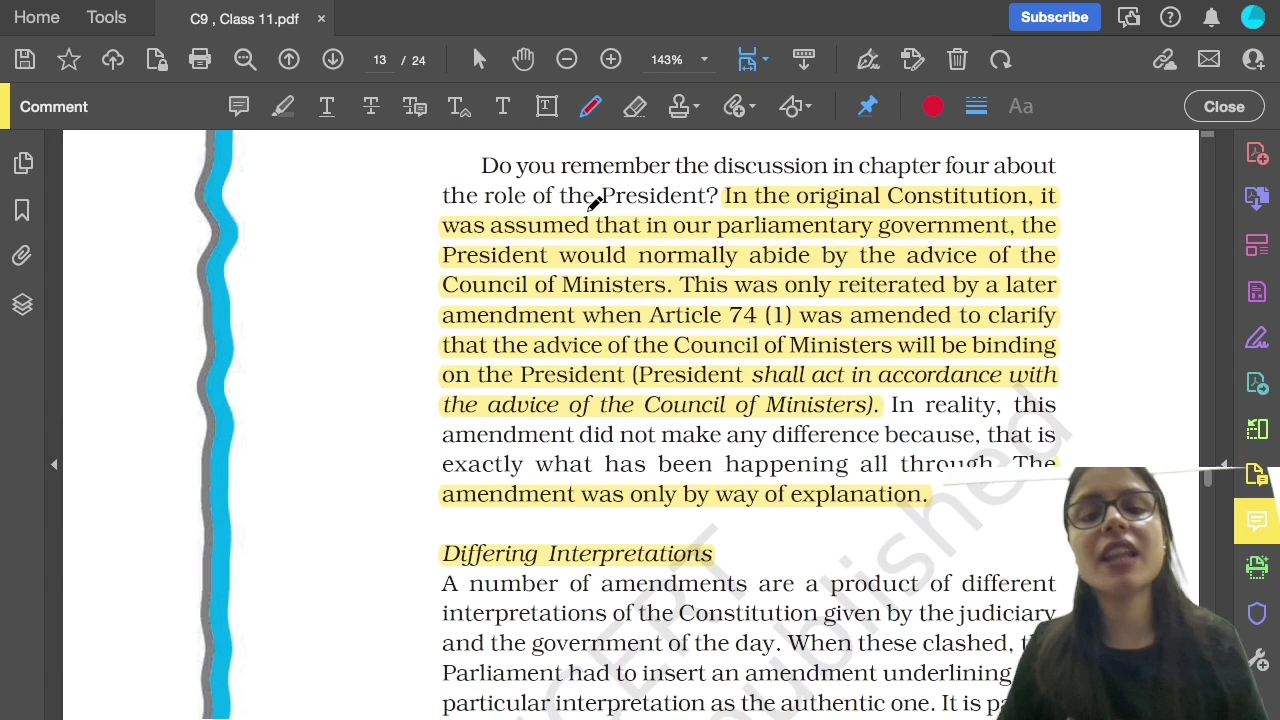 Home Tools C9 , Class 11.pdf × Subscribe
13 / 24 143%
Comment Aa Close
Do you remember the discussion in chapter four about
the role of the President? In the original Constitution, it
was assumed that in our parliamentary government, the
President would normally abide by the advice of the
Council of Ministers. This was only reiterated by a later
amendment when Article 74 (1) was amended to clarify
that the advice of the Council of Ministers will be binding
on the President (President shall act in accordance with
the advice of the Council of Ministers). In reality, this
amendment did not make any difference because, that is
exactly what has been happening all through. The
amendment was only by way of explanation.
Differing Interpretations
A number of amendments are a product of different
interpretations of the Constitution given by the judiciary
and the government of the day. When these clashed,
Parliament had to insert an amendment underlining
particular interpretation as the authentic one. It is
published